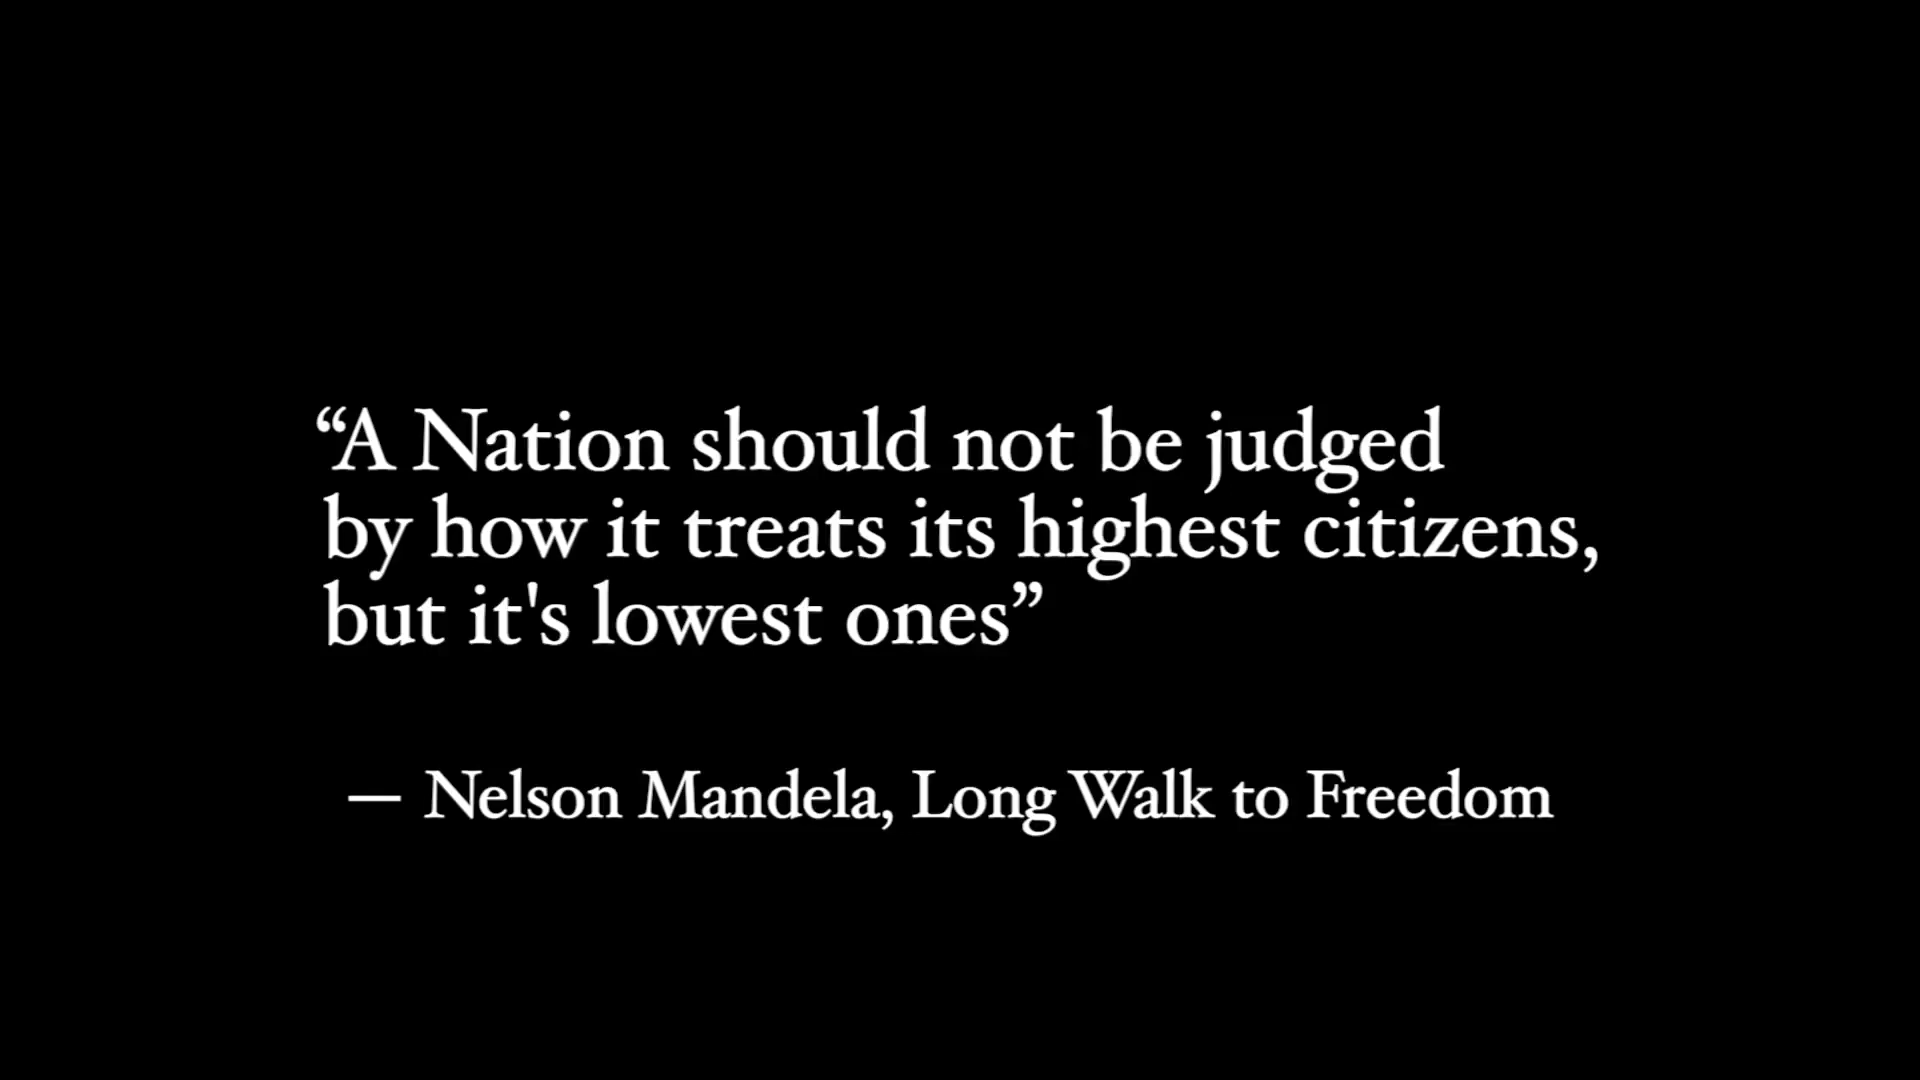 “A Nation should not be judged
by how it treats its highest citizens,
but it's lowest ones”
— Nelson Mandela, Long Walk to Freedom